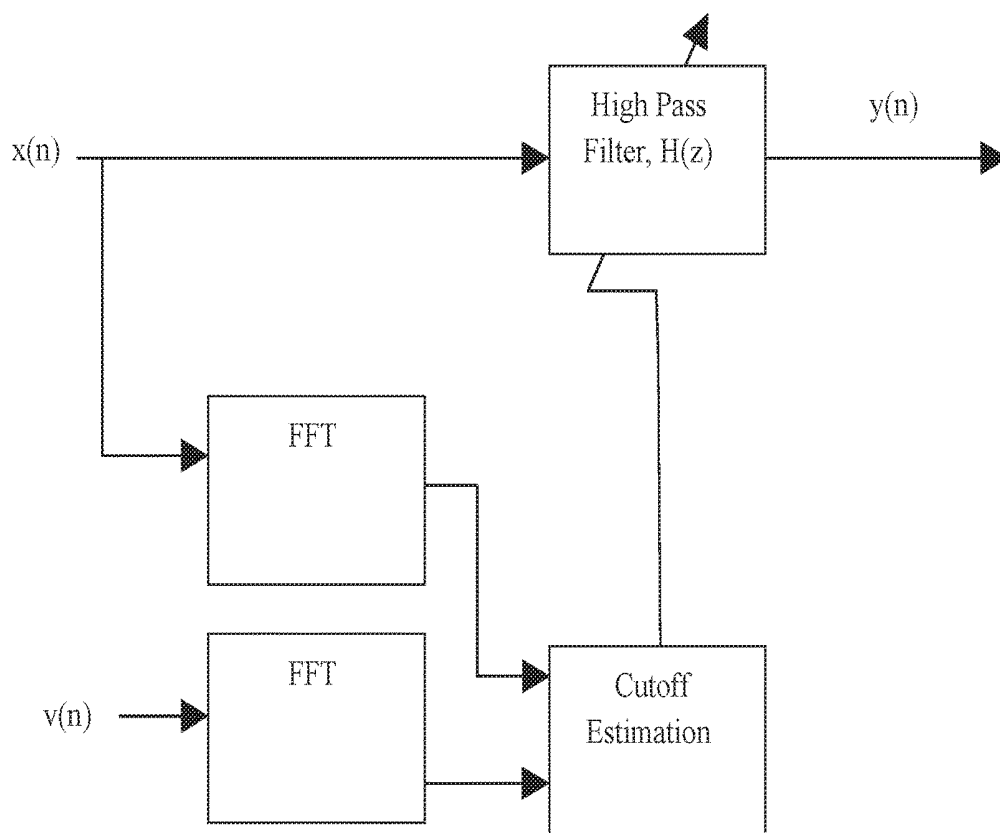 High Pass
Filter, H(z)
y(n)
x(n)
FFT
FFT
v(n)
Cutoff
Estimation